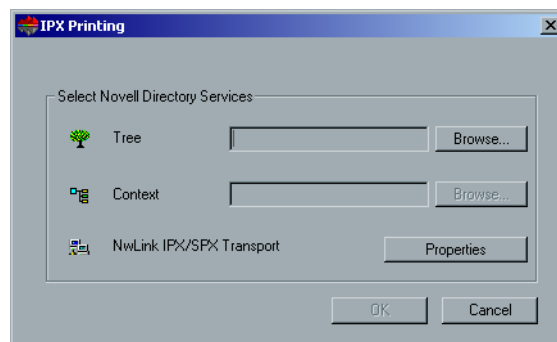 IPX Printing
Select Novell Directory Services
Tree
Browse...
Context
Browse...
NwLink IPX/SPX Transport
Properties
OK
Cancel